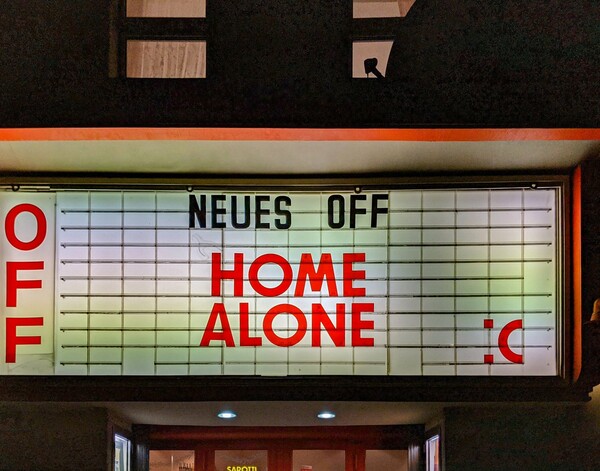 OFF
NEUES OFF
HOME
ALONE
:C
SAROTTI